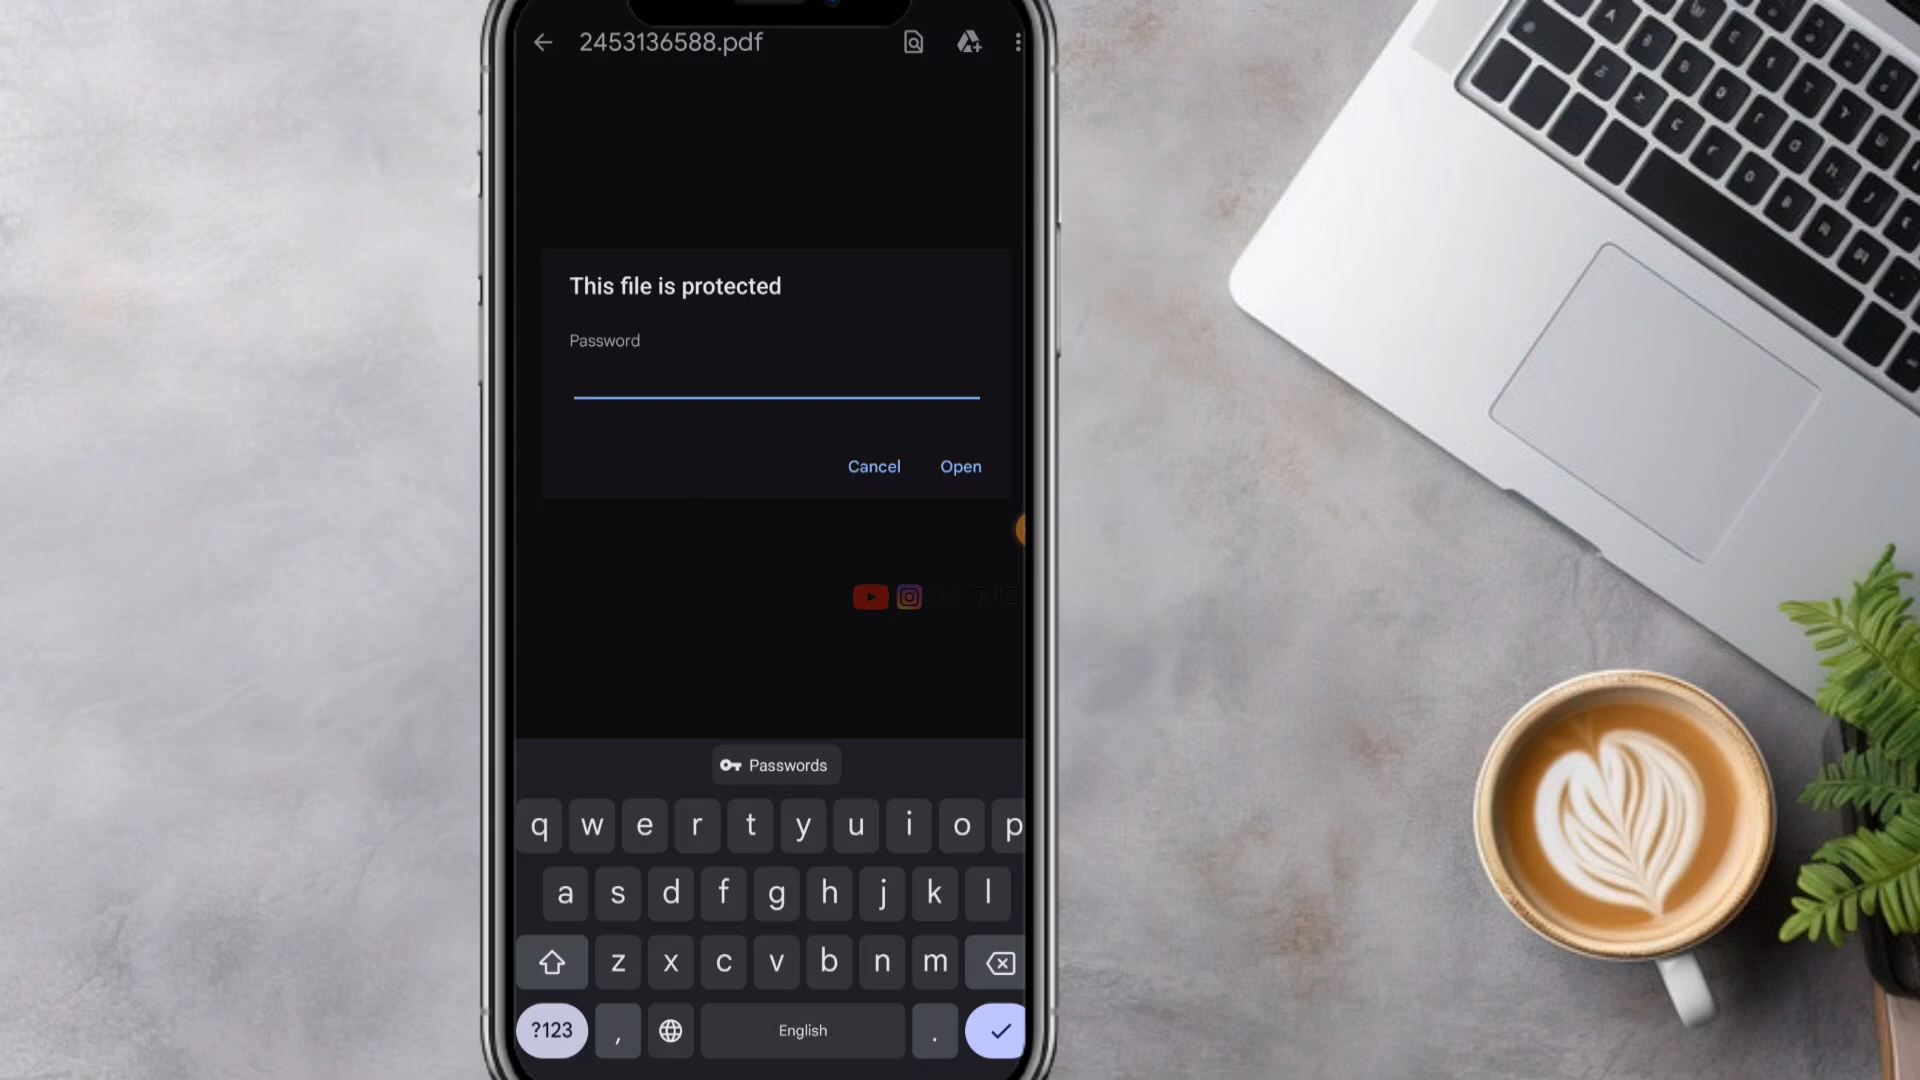 2453136588.pdf
This file is protected
Password
Cancel
Open
Passwords
q w e r t y u i o p
a s d f g h j k l
z x c v b n m
?123 , English .